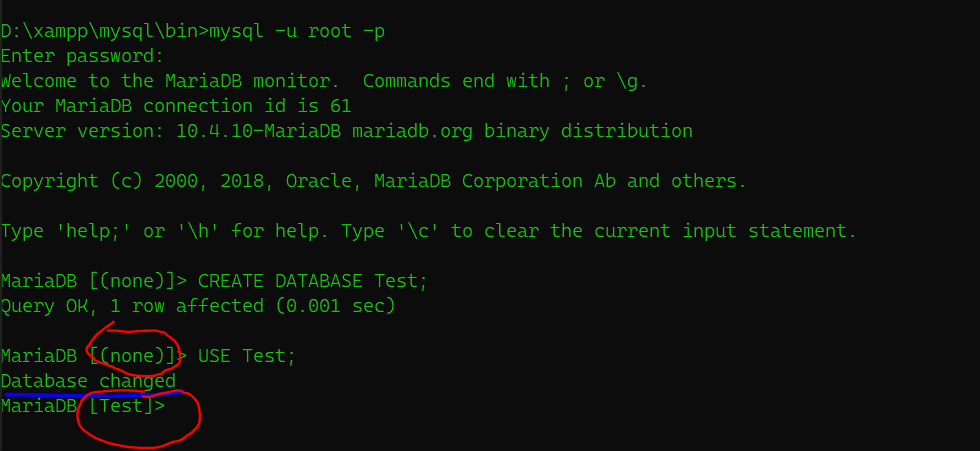 D:\xampp\mysql\bin>mysql -u root -p
Enter password:
Welcome to the MariaDB monitor.  Commands end with ; or \g.
Your MariaDB connection id is 61
Server version: 10.4.10-MariaDB mariadb.org binary distribution
Copyright (c) 2000, 2018, Oracle, MariaDB Corporation Ab and others.
Type 'help;' or '\h' for help. Type '\c' to clear the current input statement.
MariaDB [(none)]> CREATE DATABASE Test;
Query OK, 1 row affected (0.001 sec)
MariaDB [(none)]> USE Test;
Database changed
MariaDB [Test]>